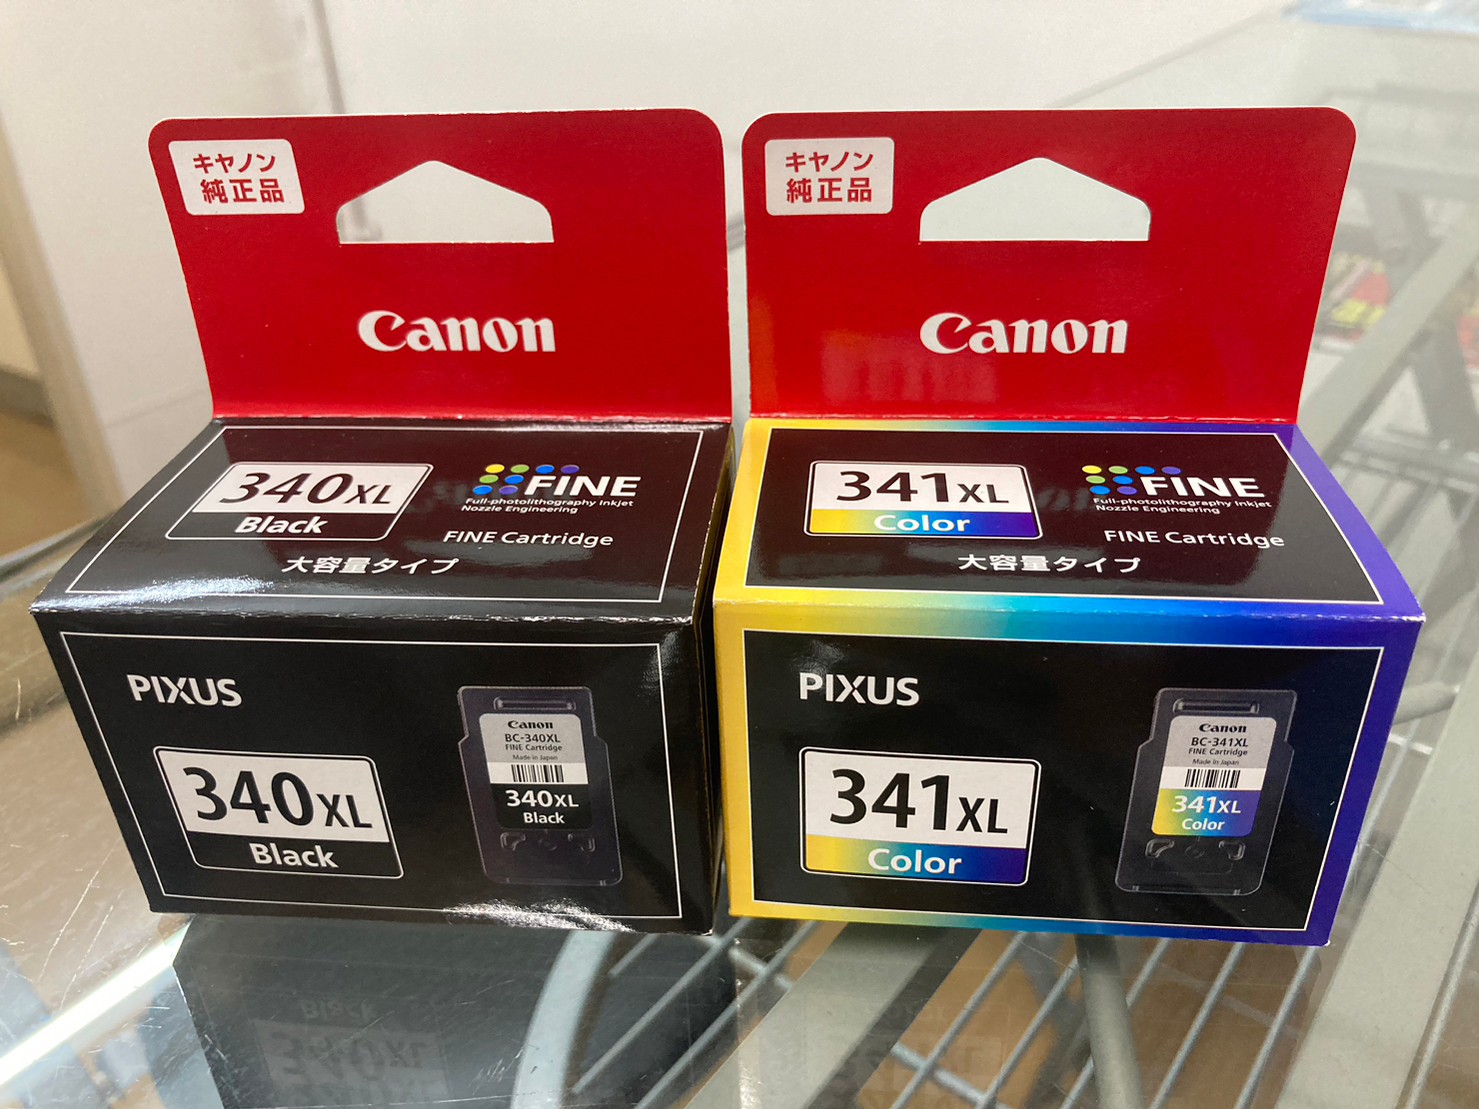 キヤノン
純正品
Canon
340XL
Black
FINE
Full-photolithography Inkjet
Nozzle Engineering
FINE Cartridge
大容量タイプ
PIXUS
340XL
Black
Canon
BC-340XL
FINE Cartridge
Made in Japan
340XL
Black
キヤノン
純正品
Canon
341XL
Color
FINE
Full-photolithography Inkjet
Nozzle Engineering
FINE Cartridge
大容量タイプ
PIXUS
341XL
Color
Canon
BC-341XL
FINE Cartridge
Made in Japan
341XL
Color